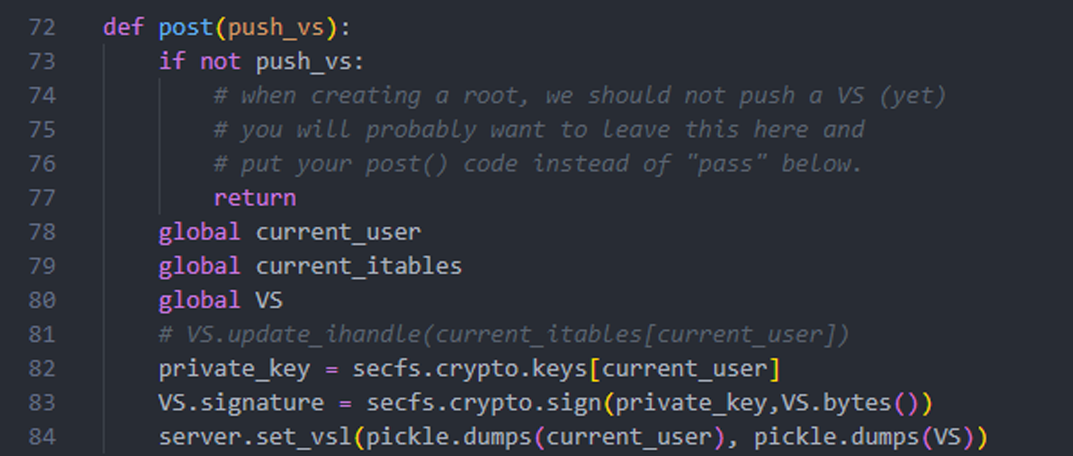 72 def post(push_vs):
73 if not push_vs:
74 # when creating a root, we should not push a VS (yet)
75 # you will probably want to leave this here and
76 # put your post() code instead of "pass" below.
77 return
78 global current_user
79 global current_itables
80 global VS
81 # VS.update_ihandle(current_itables[current_user])
82 private_key = secfs.crypto.keys[current_user]
83 VS.signature = secfs.crypto.sign(private_key,VS.bytes())
84 server.set_vsl(pickle.dumps(current_user), pickle.dumps(VS))